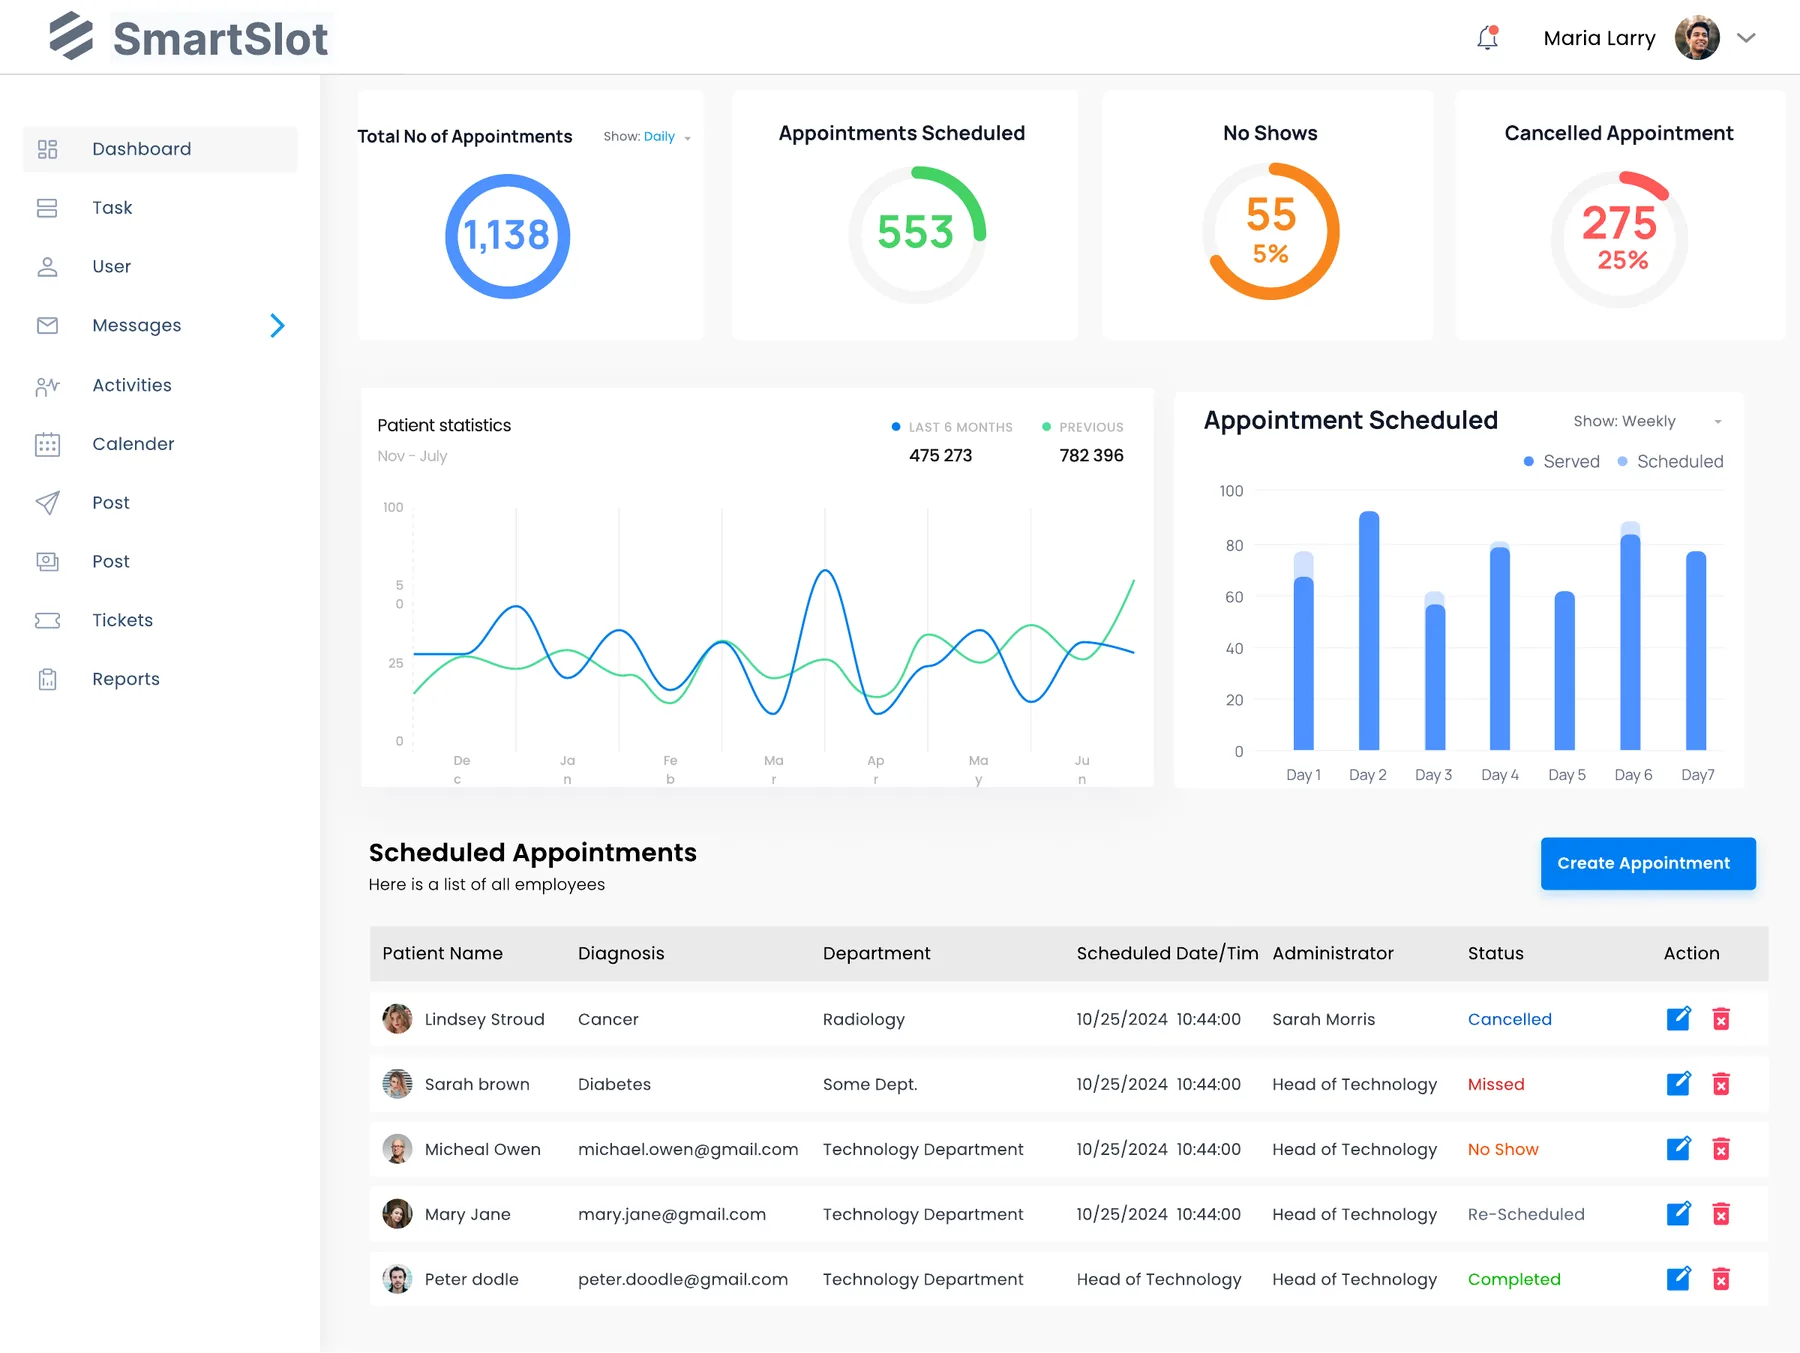 SmartSlot
Maria Larry
Dashboard
Task
User
Messages
Activities
Calender
Post
Post
Tickets
Reports
Total No of Appointments
Show: Daily
1,138
Appointments Scheduled
553
No Shows
55
5%
Cancelled Appointment
275
25%
Patient statistics
Nov - July
LAST 6 MONTHS
475 273
PREVIOUS
782 396
100
5
0
25
0
De
c
Ja
n
Fe
b
Ma
r
Ap
r
Ma
y
Ju
n
Appointment Scheduled
Show: Weekly
Served
Scheduled
100
80
60
40
20
0
Day 1 Day 2 Day 3 Day 4 Day 5 Day 6 Day7
Scheduled Appointments
Here is a list of all employees
Create Appointment
Patient Name Diagnosis Department Scheduled Date/Tim Administrator Status Action
Lindsey Stroud Cancer Radiology 10/25/2024 10:44:00 Sarah Morris Cancelled
Sarah brown Diabetes Some Dept. 10/25/2024 10:44:00 Head of Technology Missed
Micheal Owen michael.owen@gmail.com Technology Department 10/25/2024 10:44:00 Head of Technology No Show
Mary Jane mary.jane@gmail.com Technology Department 10/25/2024 10:44:00 Head of Technology Re-Scheduled
Peter dodle peter.doodle@gmail.com Technology Department Head of Technology Head of Technology Completed